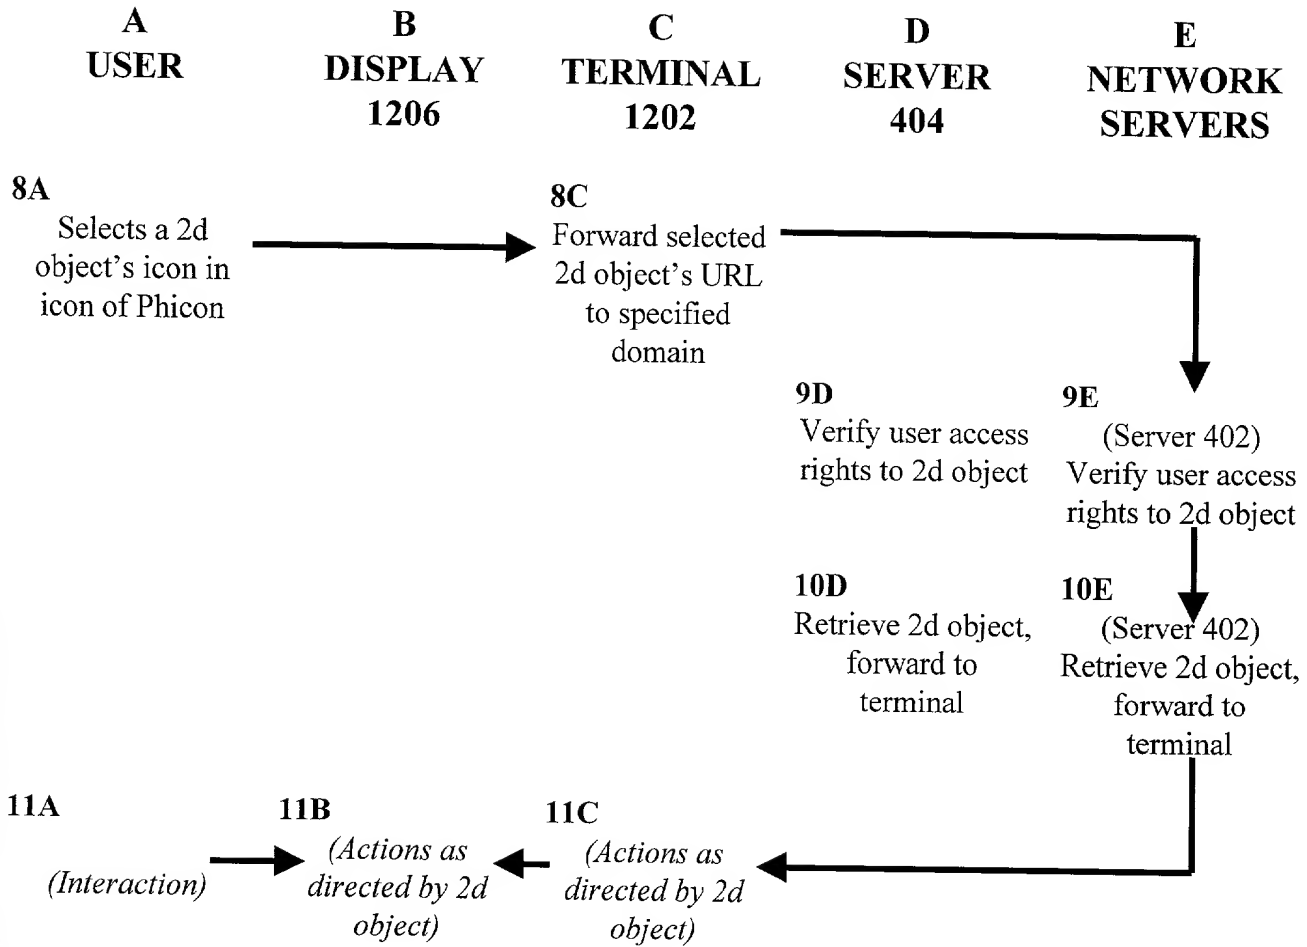 A
USER
B
DISPLAY
1206
C
TERMINAL
1202
D
SERVER
404
E
NETWORK
SERVERS
8A
Selects a 2d
object's icon in
icon of Phicon
8C
Forward selected
2d object's URL
to specified
domain
9D
Verify user access
rights to 2d object
9E
(Server 402)
Verify user access
rights to 2d object
10D
Retrieve 2d object,
forward to
terminal
10E
(Server 402)
Retrieve 2d object,
forward to
terminal
11A
(Interaction)
11B
(Actions as
directed by 2d
object)
11C
(Actions as
directed by 2d
object)